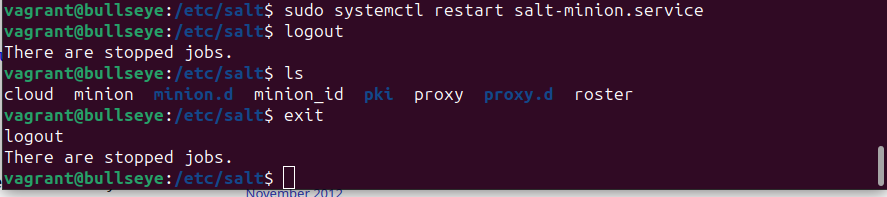 vagrant@bullseye:/etc/salt$ sudo systemctl restart salt-minion.service
vagrant@bullseye:/etc/salt$ logout
There are stopped jobs.
vagrant@bullseye:/etc/salt$ ls
cloud  minion  minion.d  minion_id  pki  proxy  proxy.d  roster
vagrant@bullseye:/etc/salt$ exit
logout
There are stopped jobs.
vagrant@bullseye:/etc/salt$
November 2012